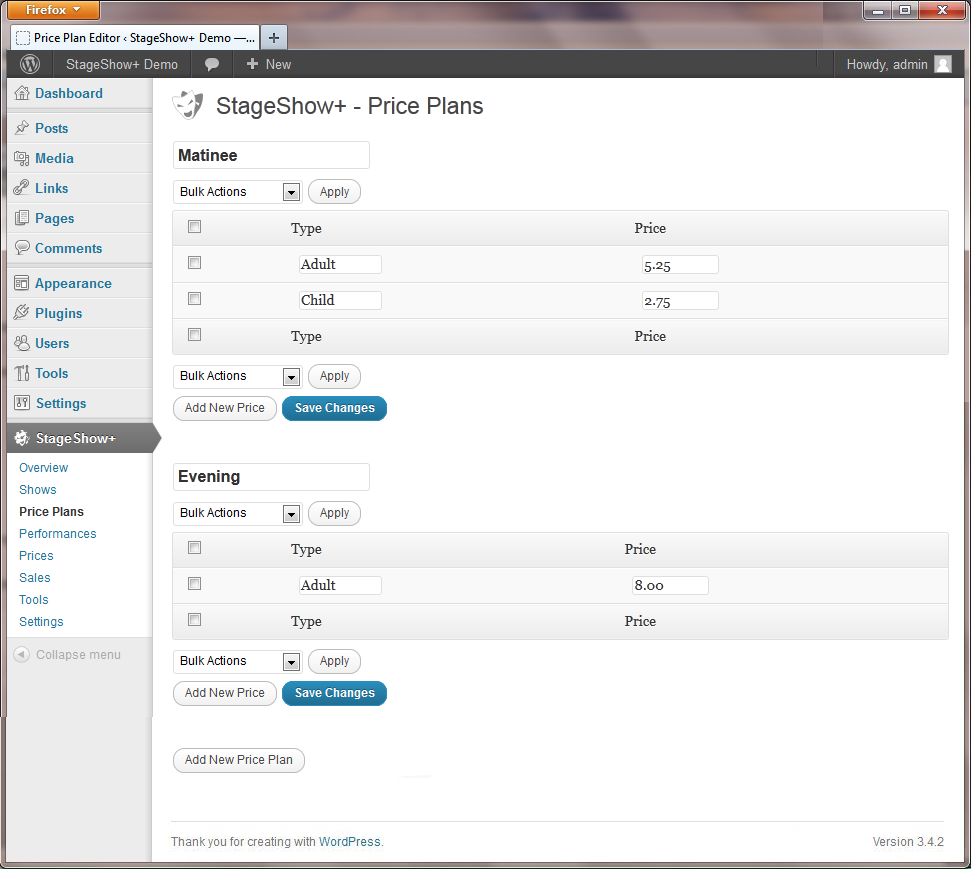 Firefox
Price Plan Editor ‹ StageShow+ Demo —...
StageShow+ Demo
New
Howdy, admin
Dashboard
Posts
Media
Links
Pages
Comments
Appearance
Plugins
Users
Tools
Settings
StageShow+
Overview
Shows
Price Plans
Performances
Prices
Sales
Tools
Settings
Collapse menu
StageShow+ - Price Plans
Matinee
Bulk Actions Apply
Type Price
Adult 5.25
Child 2.75
Type Price
Bulk Actions Apply
Add New Price Save Changes
Evening
Bulk Actions Apply
Type Price
Adult 8.00
Type Price
Bulk Actions Apply
Add New Price Save Changes
Add New Price Plan
Thank you for creating with WordPress. Version 3.4.2